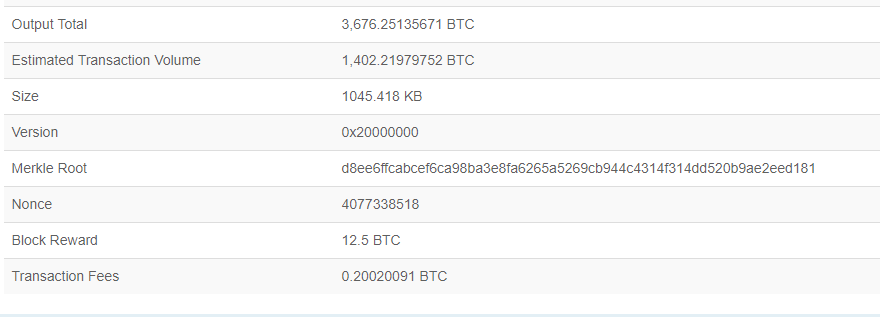 Output Total 3,676.25135671 BTC
Estimated Transaction Volume 1,402.21979752 BTC
Size 1045.418 KB
Version 0x20000000
Merkle Root d8ee6ffcabcef6ca98ba3e8fa6265a5269cb944c4314f314dd520b9ae2eed181
Nonce 4077338518
Block Reward 12.5 BTC
Transaction Fees 0.20020091 BTC